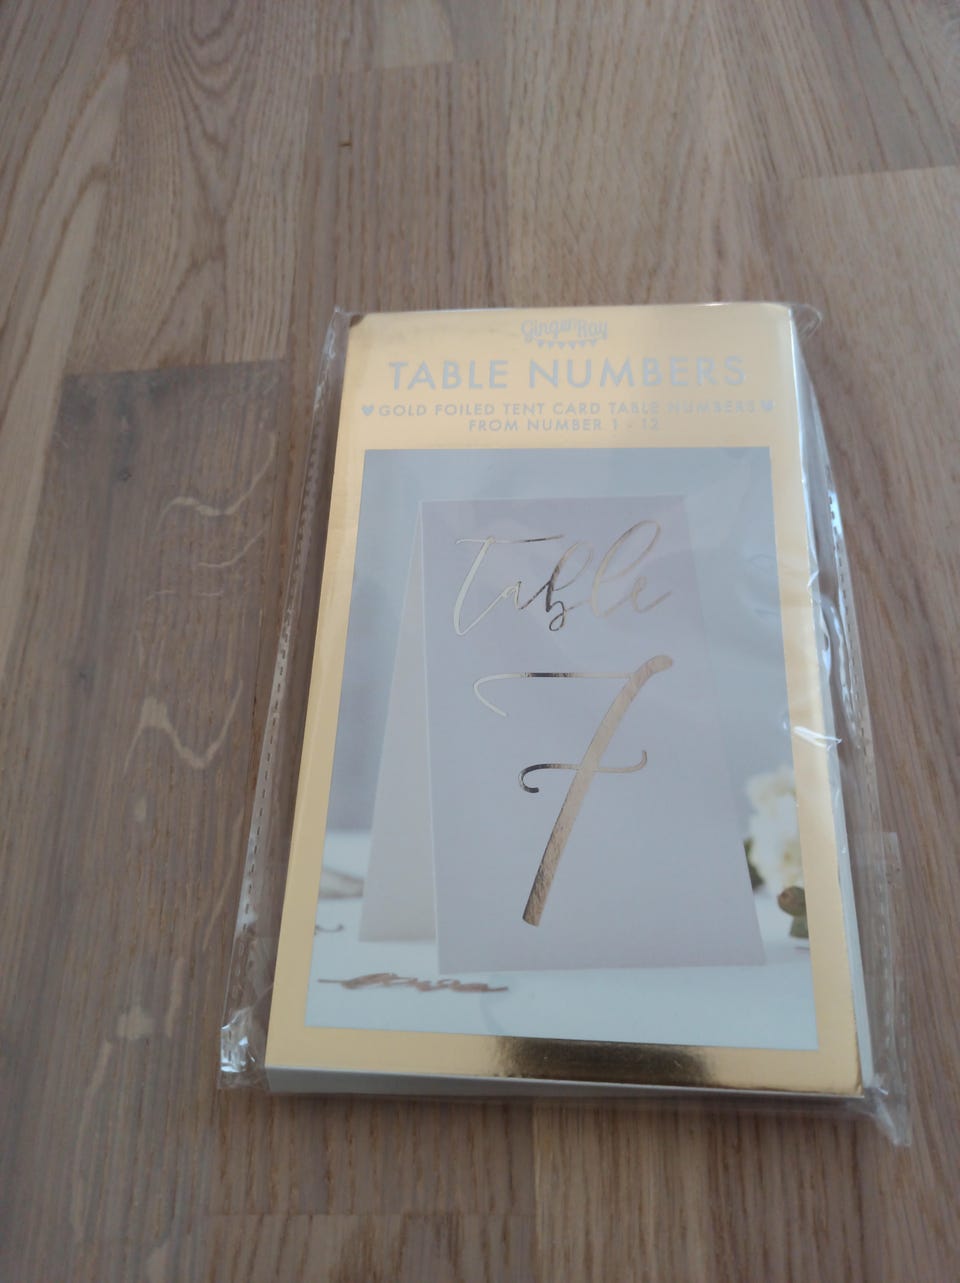 Ginger Ray
TABLE NUMBERS
♥ GOLD FOILED TENT CARD TABLE NUMBERS ♥
FROM NUMBER 1 - 12
table
7